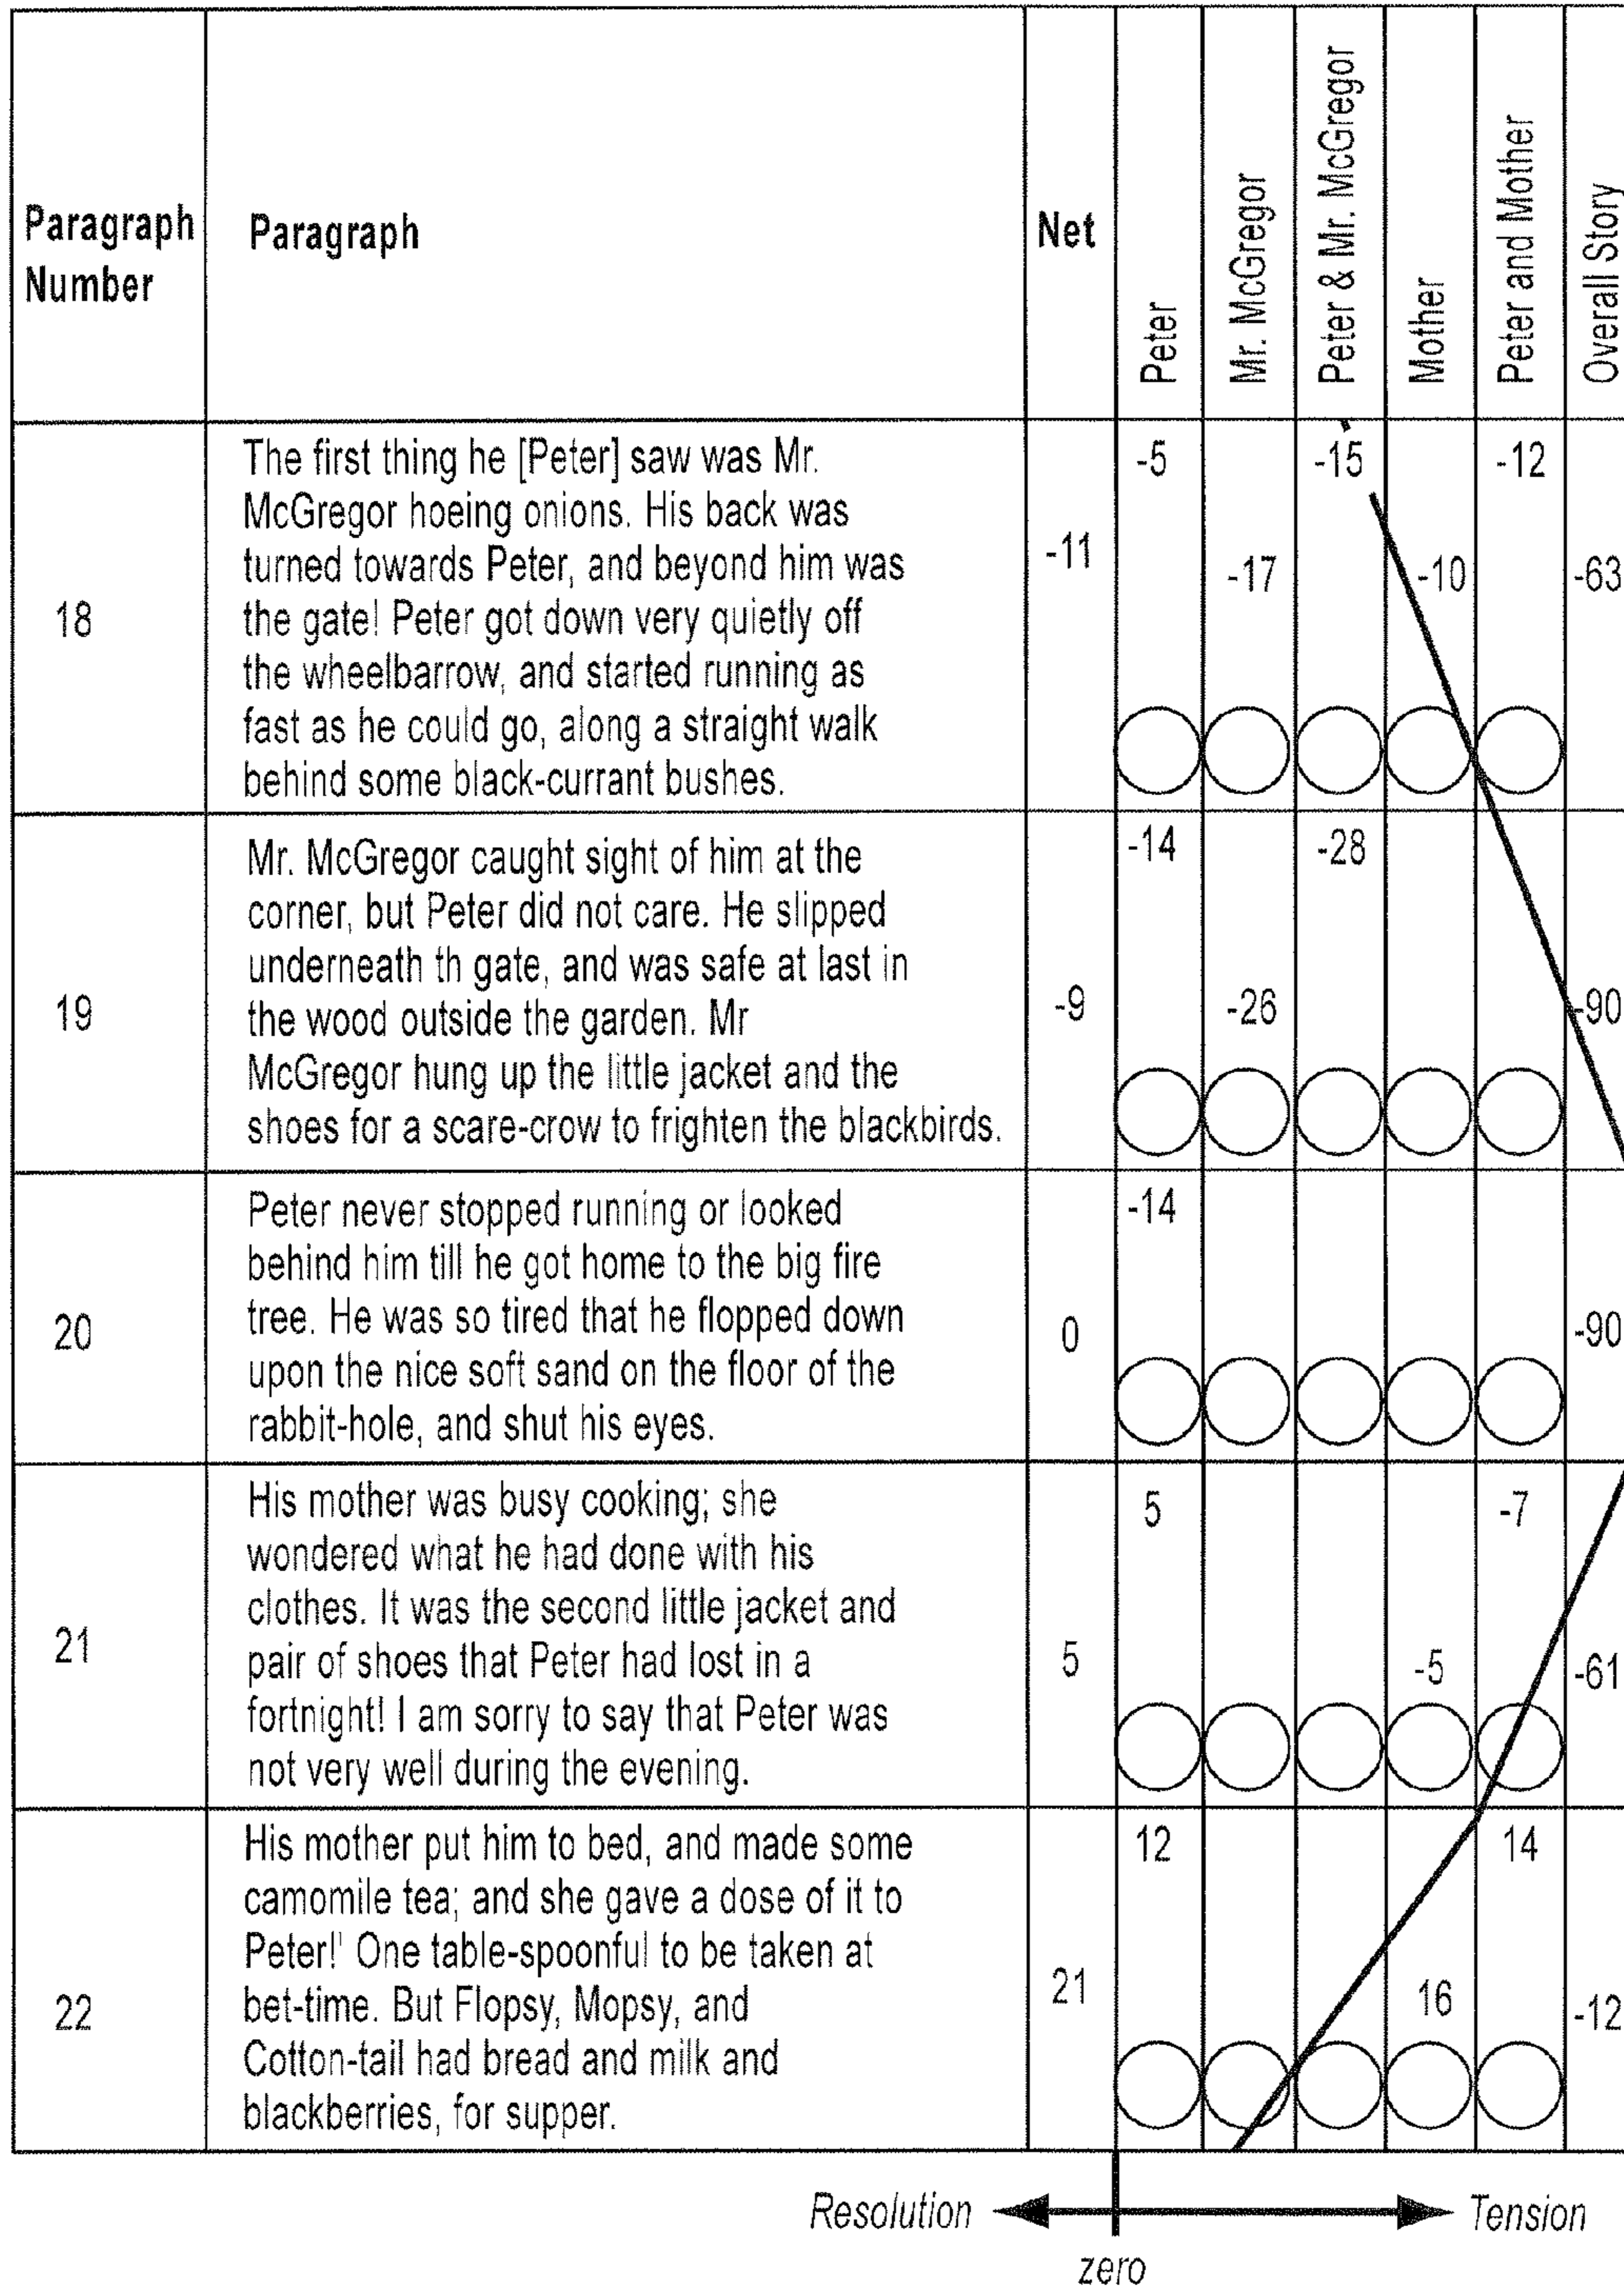 Paragraph Number
Paragraph
Net
Peter
Mr. McGregor
Peter & Mr. McGregor
Mother
Peter and Mother
Overall Story
18
The first thing he [Peter] saw was Mr.
McGregor hoeing onions. His back was
turned towards Peter, and beyond him was
the gate! Peter got down very quietly off
the wheelbarrow, and started running as
fast as he could go, along a straight walk
behind some black-currant bushes.
-11
-5
-17
-15
-10
-12
-63
19
Mr. McGregor caught sight of him at the
corner, but Peter did not care. He slipped
underneath th gate, and was safe at last in
the wood outside the garden. Mr
McGregor hung up the little jacket and the
shoes for a scare-crow to frighten the blackbirds.
-9
-14
-26
-28
-90
20
Peter never stopped running or looked
behind him till he got home to the big fire
tree. He was so tired that he flopped down
upon the nice soft sand on the floor of the
rabbit-hole, and shut his eyes.
0
-14
-90
21
His mother was busy cooking; she
wondered what he had done with his
clothes. It was the second little jacket and
pair of shoes that Peter had lost in a
fortnight! I am sorry to say that Peter was
not very well during the evening.
5
5
-5
-7
-61
22
His mother put him to bed, and made some
camomile tea; and she gave a dose of it to
Peter!' One table-spoonful to be taken at
bet-time. But Flopsy, Mopsy, and
Cotton-tail had bread and milk and
blackberries, for supper.
21
12
16
14
-12
Resolution
Tension
zero